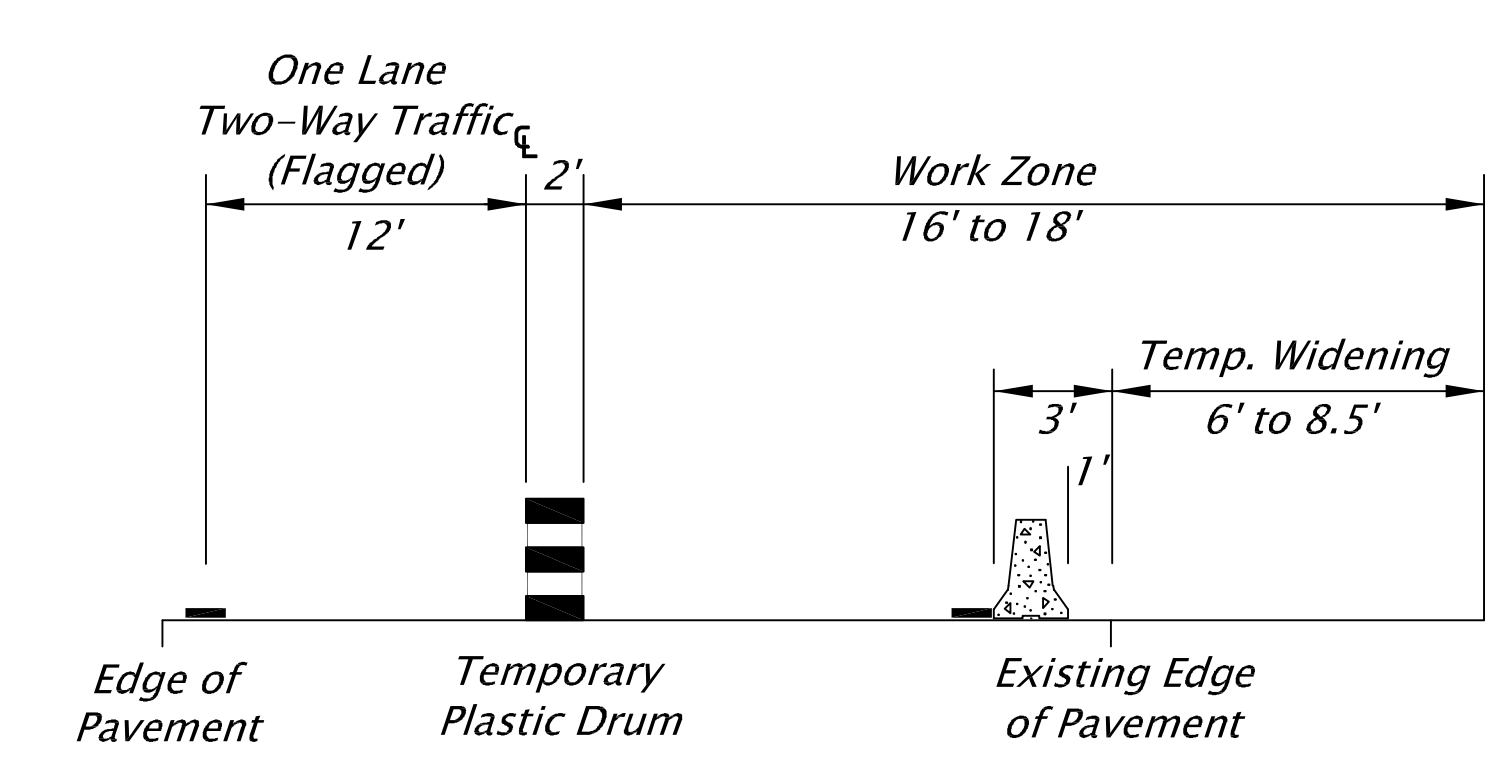 One Lane
Two-Way Traffic
(Flagged)
℄
2'
12'
Work Zone
16' to 18'
Temp. Widening
3'
6' to 8.5'
1'
Edge of
Pavement
Temporary
Plastic Drum
Existing Edge
of Pavement